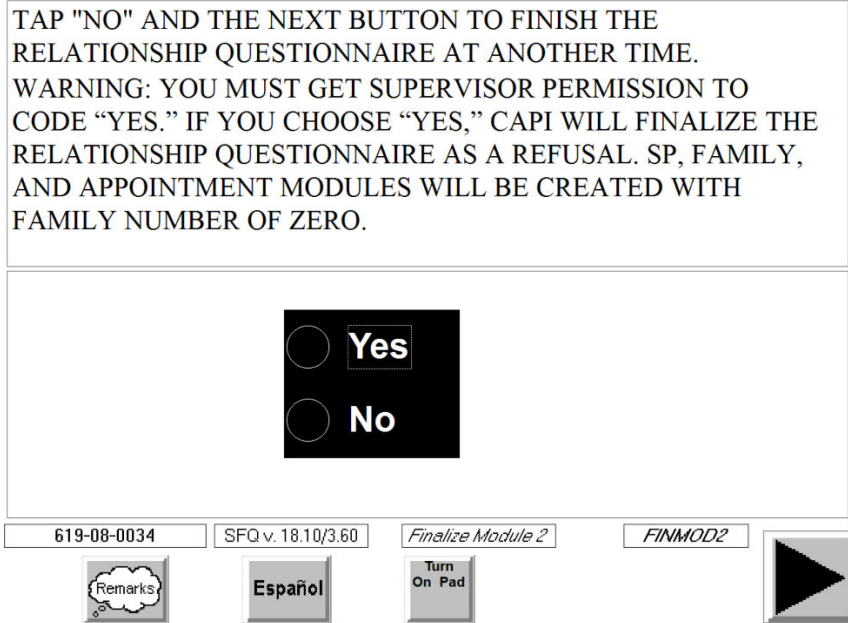 TAP "NO" AND THE NEXT BUTTON TO FINISH THE
RELATIONSHIP QUESTIONNAIRE AT ANOTHER TIME.
WARNING: YOU MUST GET SUPERVISOR PERMISSION TO
CODE “YES.” IF YOU CHOOSE “YES,” CAPI WILL FINALIZE THE
RELATIONSHIP QUESTIONNAIRE AS A REFUSAL. SP, FAMILY,
AND APPOINTMENT MODULES WILL BE CREATED WITH
FAMILY NUMBER OF ZERO.
Yes
No
619-08-0034 SFQ v. 18.10/3.60 Finalize Module 2 FINMOD2
Remarks
Español
Turn
On Pad